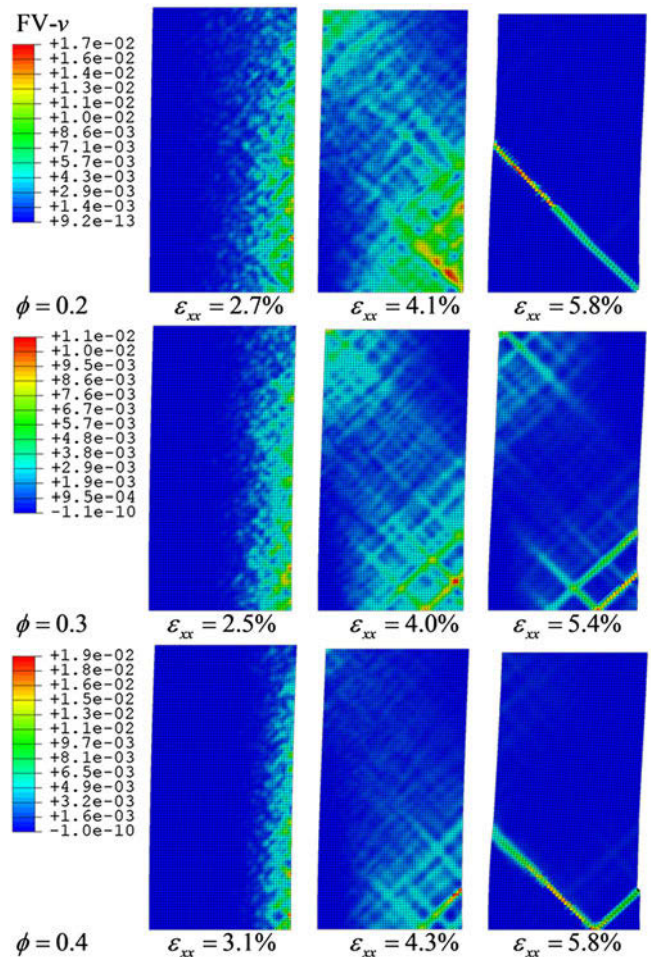 FV-ν
+1.7e-02
+1.6e-02
+1.4e-02
+1.3e-02
+1.1e-02
+1.0e-02
+8.6e-03
+7.1e-03
+5.7e-03
+4.3e-03
+2.9e-03
+1.4e-03
+9.2e-13
ϕ = 0.2
ε_xx = 2.7%
ε_xx = 4.1%
ε_xx = 5.8%
+1.1e-02
+1.0e-02
+9.5e-03
+8.6e-03
+7.6e-03
+6.7e-03
+5.7e-03
+4.8e-03
+3.8e-03
+2.9e-03
+1.9e-03
+9.5e-04
-1.1e-10
ϕ = 0.3
ε_xx = 2.5%
ε_xx = 4.0%
ε_xx = 5.4%
+1.9e-02
+1.8e-02
+1.6e-02
+1.5e-02
+1.3e-02
+1.1e-02
+9.7e-03
+8.1e-03
+6.5e-03
+4.9e-03
+3.2e-03
+1.6e-03
-1.0e-10
ϕ = 0.4
ε_xx = 3.1%
ε_xx = 4.3%
ε_xx = 5.8%